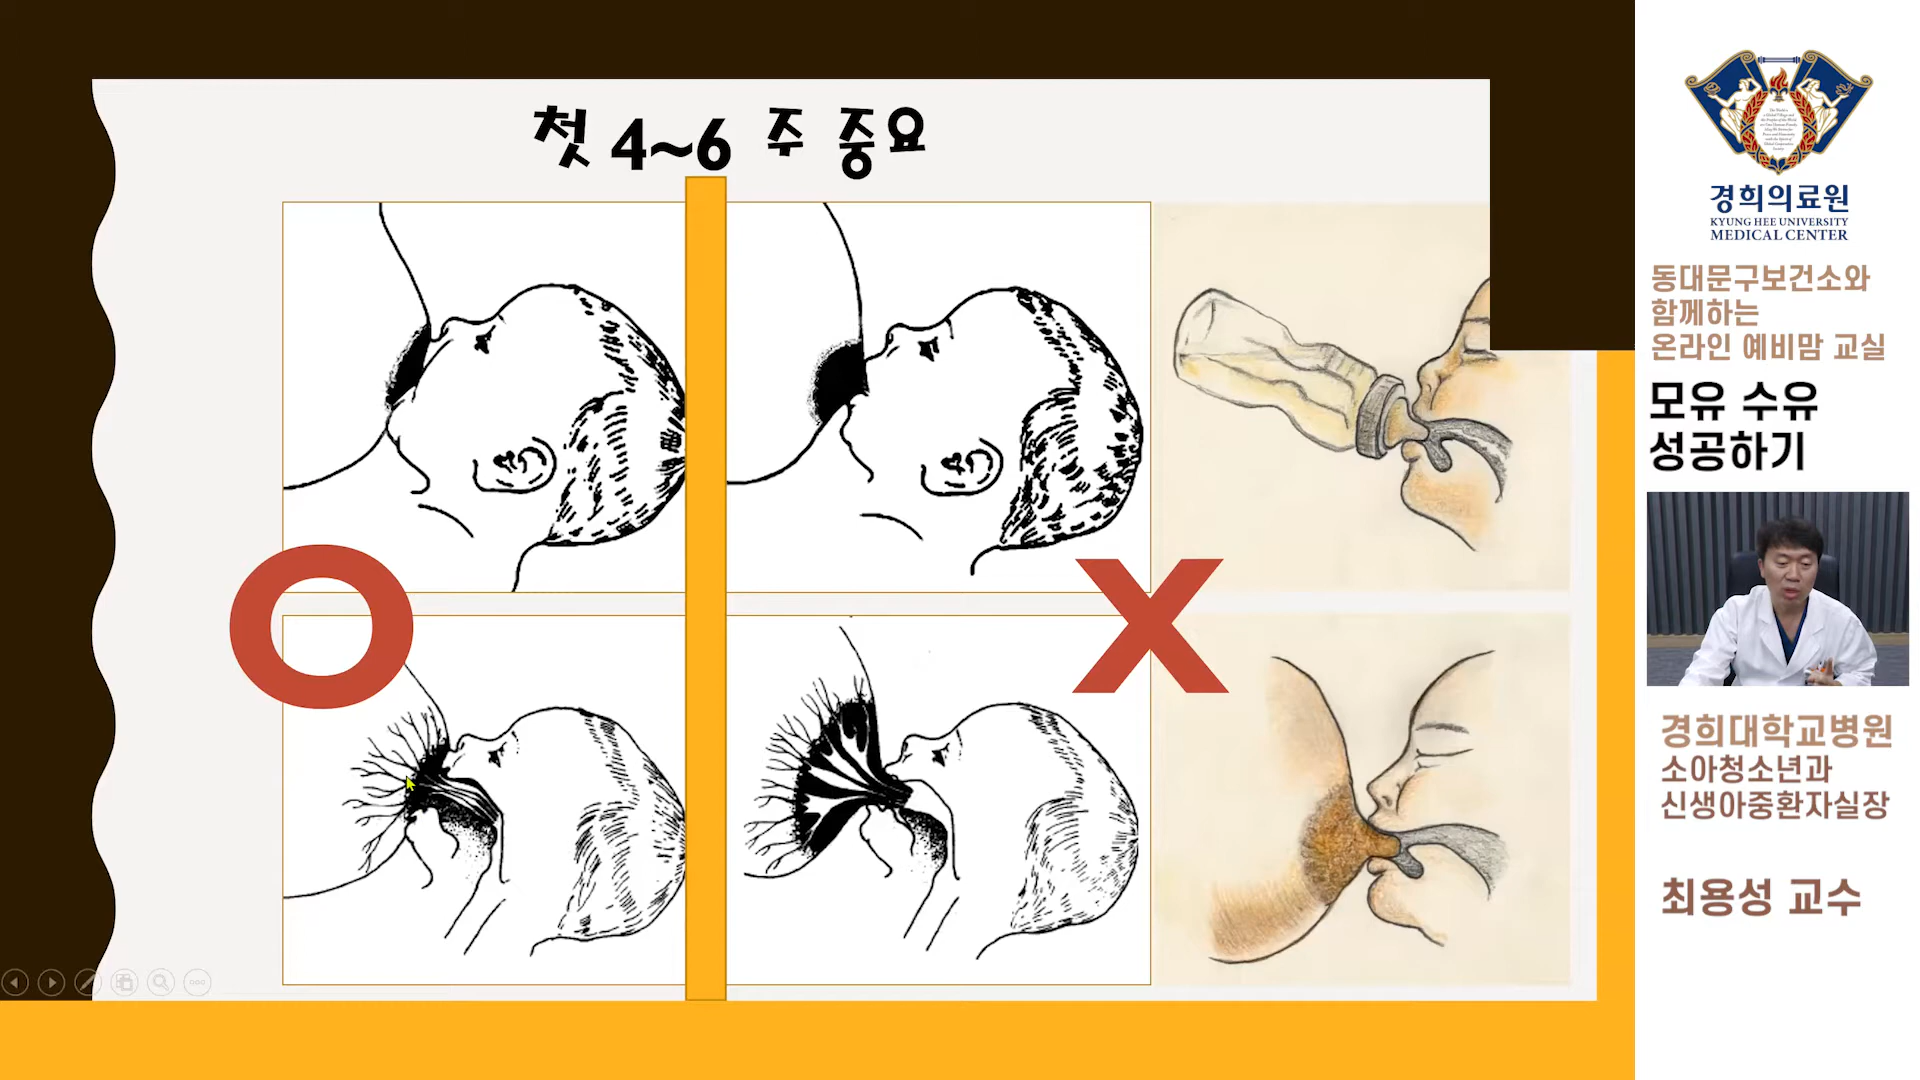 첫 4~6 주 중요
O
X
경희의료원
KYUNG HEE UNIVERSITY
MEDICAL CENTER
동대문구보건소와
함께하는
온라인 예비맘 교실
모유 수유
성공하기
경희대학교병원
소아청소년과
신생아중환자실장
최용성 교수